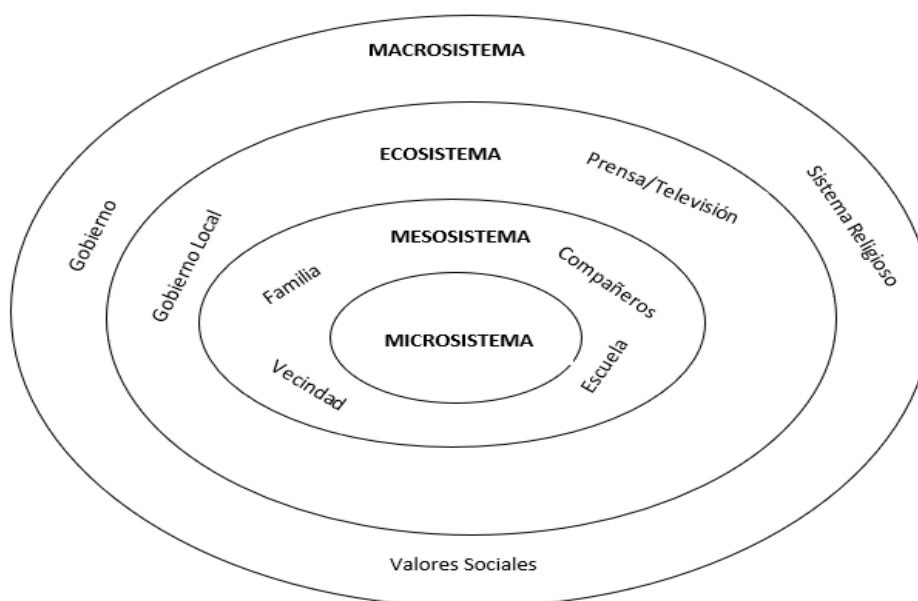 MACROSISTEMA
ECOSISTEMA
Prensa/Televisión
Sistema Religioso
Gobierno
Gobierno Local
MESOSISTEMA
Familia
Compañeros
MICROSISTEMA
Vecindad
Escuela
Valores Sociales